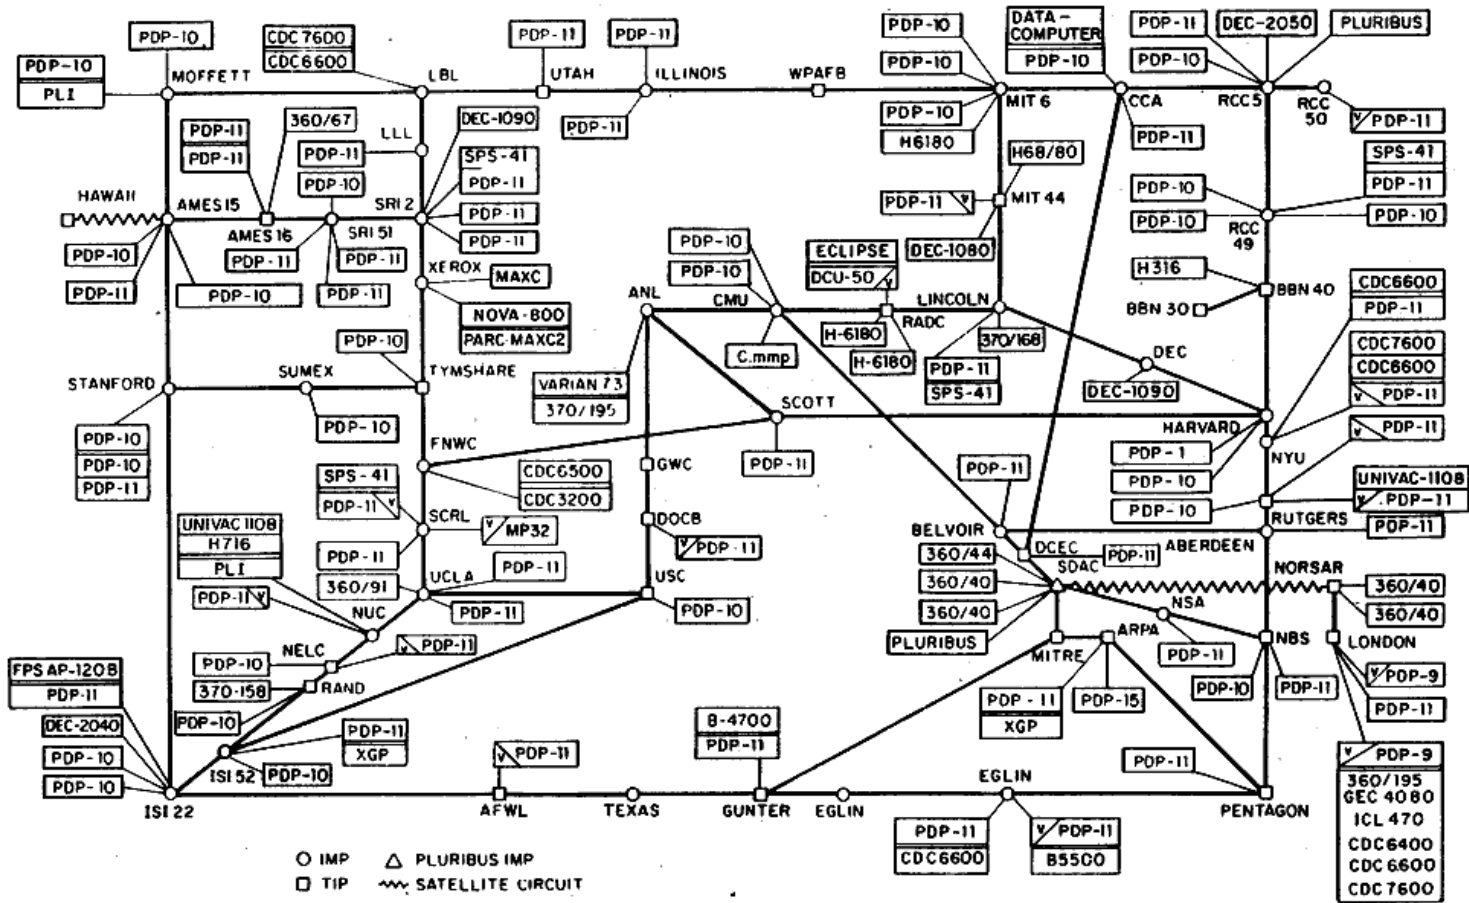 PDP-10
CDC 7600
CDC 6600
PDP-11
PDP-11
PDP-10
DATA-
COMPUTER
PDP-10
PDP-11
DEC-2050
PLURIBUS
PDP-10
PLI
MOFFETT
LBL
UTAH
ILLINOIS
WPAFB
PDP-10
PDP-10
H6180
MIT 6
CCA
PDP-10
RCC5
RCC
50
PDP-11
PDP-11
V PDP-11
PDP-11
PDP-11
360/67
LLL
PDP-11
DEC-1090
SPS-41
PDP-11
H68/80
SPS-41
PDP-11
HAWAII
AMES 15
AMES 16
PDP-10
SRI 51
SRI 2
PDP-11
PDP-11
PDP-11 V
MIT 44
DEC-1080
PDP-10
PDP-10
RCC
49
PDP-10
PDP-10
PDP-11
PDP-10
PDP-11
PDP-11
PDP-11
XEROX
MAXC
NOVA-800
PARC-MAXC2
PDP-10
PDP-10
ECLIPSE
DCU-50 V
H316
BBN 40
BBN 30
CDC6600
PDP-11
ANL
CMU
RADC
LINCOLN
H-6180
H-6180
370/168
C.mmp
PDP-11
SPS-41
DEC
DEC-1090
CDC7600
CDC6600
V PDP-11
V PDP-11
STANFORD
SUMEX
PDP-10
TYMSHARE
PDP-10
VARIAN 73
370/195
SCOTT
PDP-11
HARVARD
NYU
PDP-10
PDP-10
PDP-11
FNWC
CDC6500
CDC3200
GWC
PDP-11
PDP-1
PDP-10
PDP-10
RUTGERS
UNIVAC-1108
V PDP-11
PDP-11
SPS-41
PDP-11 V
SCRL
V MP32
DOCB
V PDP-11
BELVOIR
DCEC
PDP-11
ABERDEEN
UNIVAC 1108
H716
PLI
PDP-11 V
PDP-11
360/91
UCLA
PDP-11
PDP-11
USC
PDP-10
360/44
360/40
360/40
PLURIBUS
SDAC
NORSAR
360/40
360/40
NUC
V PDP-11
NSA
PDP-11
NBS
PDP-10
PDP-11
LONDON
V PDP-9
PDP-11
NELC
PDP-10
370-158
RAND
PDP-10
MITRE
ARPA
PDP-11
XGP
PDP-15
FPS AP-120B
PDP-11
DEC-2040
PDP-10
PDP-10
PDP-11
XGP
ISI 52
PDP-10
V PDP-11
B-4700
PDP-11
PDP-11
V PDP-9
360/195
GEC 4080
ICL 470
CDC6400
CDC6600
CDC 7600
ISI 22
AFWL
TEXAS
GUNTER
EGLIN
EGLIN
PENTAGON
PDP-11
CDC6600
V PDP-11
B5500
IMP
PLURIBUS IMP
TIP
SATELLITE CIRCUIT